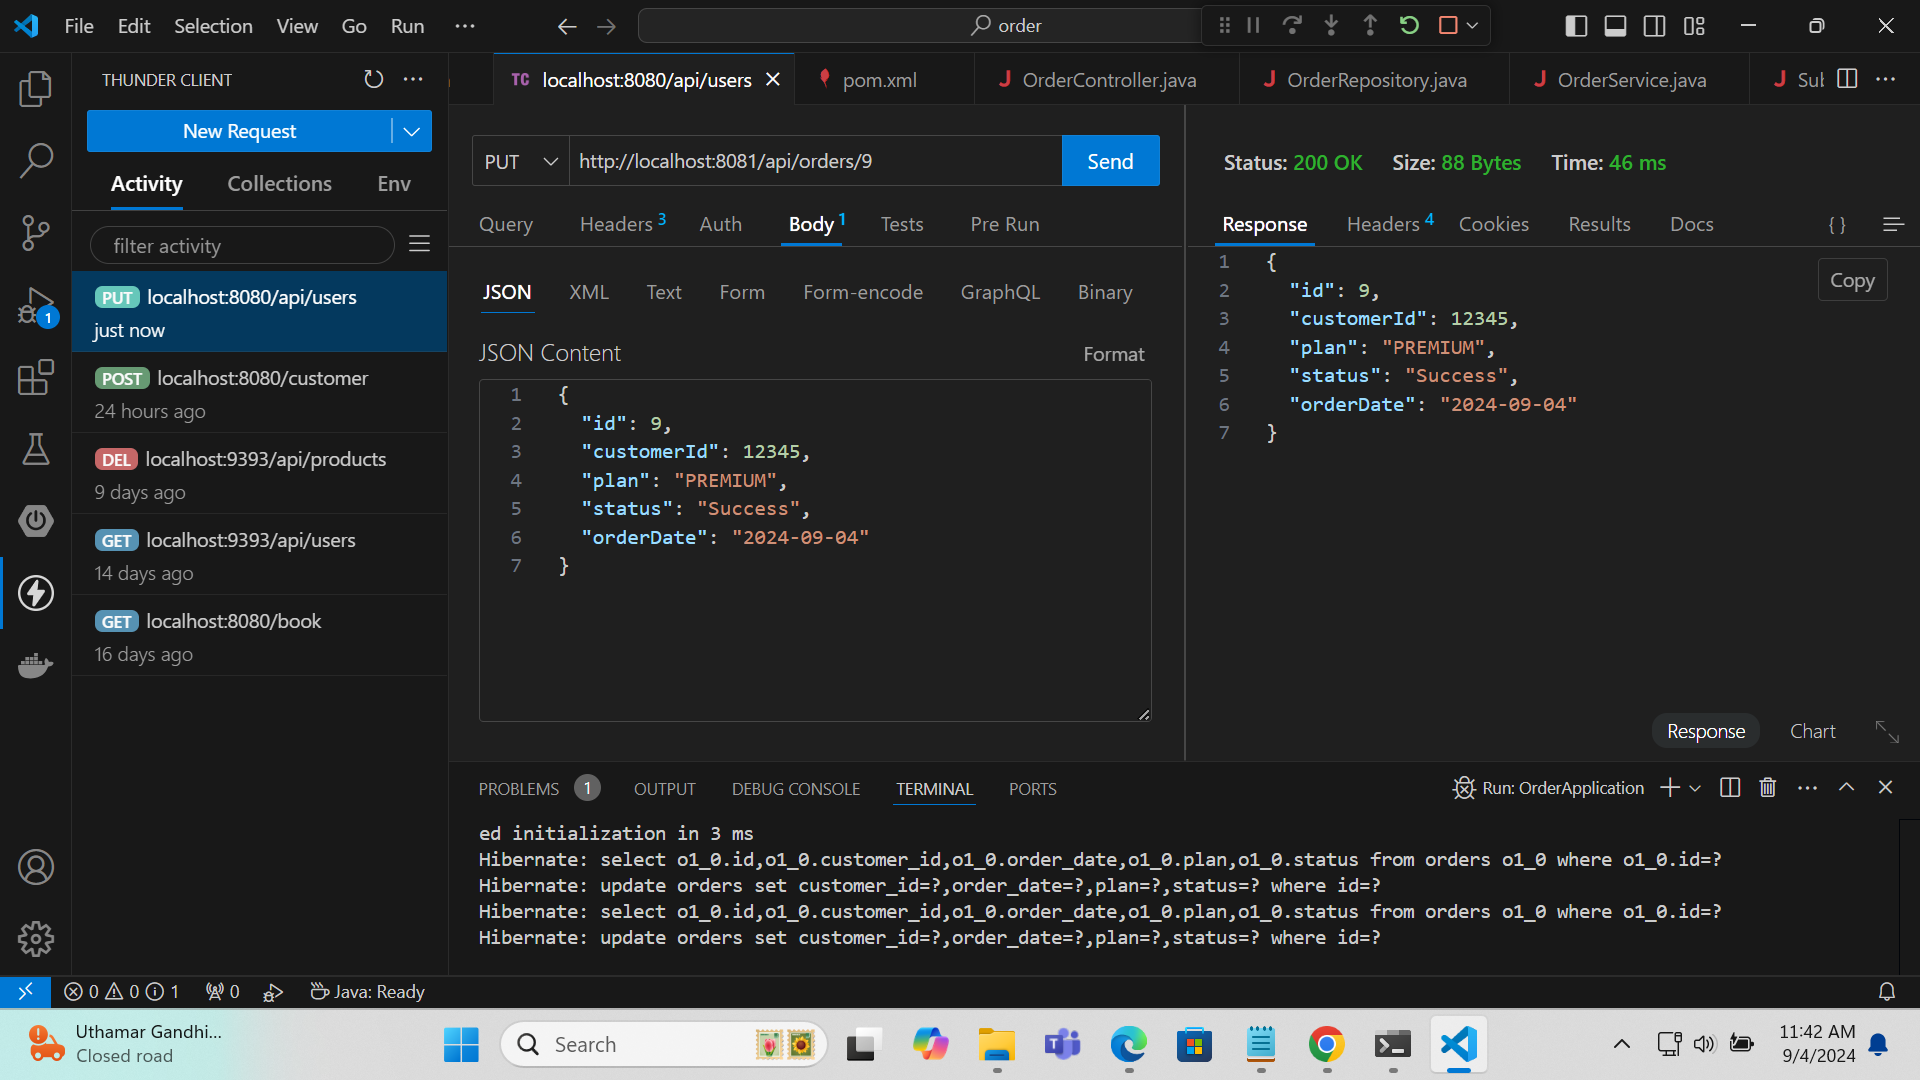 File Edit Selection View Go Run ···
order
THUNDER CLIENT ···
New Request
Activity Collections Env
filter activity
PUT localhost:8080/api/users
just now
POST localhost:8080/customer
24 hours ago
DEL localhost:9393/api/products
9 days ago
GET localhost:9393/api/users
14 days ago
GET localhost:8080/book
16 days ago
TC localhost:8080/api/users
pom.xml
J OrderController.java
J OrderRepository.java
J OrderService.java
J Sul
PUT http://localhost:8081/api/orders/9 Send
Query Headers 3 Auth Body 1 Tests Pre Run
JSON XML Text Form Form-encode GraphQL Binary
JSON Content Format
1 {
2 "id": 9,
3 "customerId": 12345,
4 "plan": "PREMIUM",
5 "status": "Success",
6 "orderDate": "2024-09-04"
7 }
Status: 200 OK Size: 88 Bytes Time: 46 ms
Response Headers 4 Cookies Results Docs { }
Copy
1 {
2 "id": 9,
3 "customerId": 12345,
4 "plan": "PREMIUM",
5 "status": "Success",
6 "orderDate": "2024-09-04"
7 }
Response Chart
PROBLEMS 1 OUTPUT DEBUG CONSOLE TERMINAL PORTS
Run: OrderApplication
ed initialization in 3 ms
Hibernate: select o1_0.id,o1_0.customer_id,o1_0.order_date,o1_0.plan,o1_0.status from orders o1_0 where o1_0.id=?
Hibernate: update orders set customer_id=?,order_date=?,plan=?,status=? where id=?
Hibernate: select o1_0.id,o1_0.customer_id,o1_0.order_date,o1_0.plan,o1_0.status from orders o1_0 where o1_0.id=?
Hibernate: update orders set customer_id=?,order_date=?,plan=?,status=? where id=?
1
0 0 1 0 Java: Ready
Uthamar Gandhi...
Closed road
Search
11:42 AM
9/4/2024